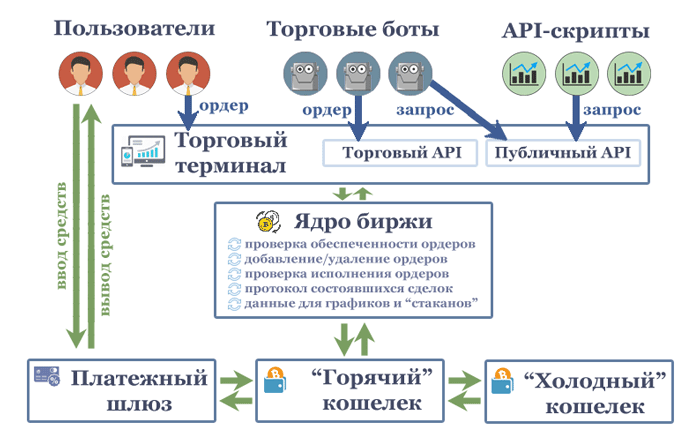 Пользователи
Торговые боты
API-скрипты
ордер
ордер
запрос
запрос
Торговый
терминал
Торговый API
Публичный API
ввод средств
вывод средств
Ядро биржи
проверка обеспеченности ордеров
добавление/удаление ордеров
проверка исполнения ордеров
протокол состоявшихся сделок
данные для графиков и “стаканов”
Платежный
шлюз
“Горячий”
кошелек
“Холодный”
кошелек